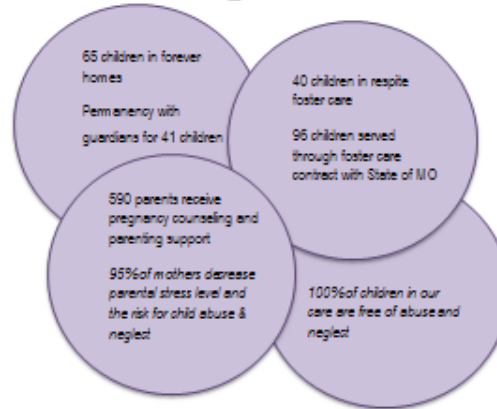 65 children in forever
homes
Permanency with
guardians for 41 children
40 children in respite
foster care
96 children served
through foster care
contract with State of MO
590 parents receive
pregnancy counseling and
parenting support
95% of mothers decrease
parental stress level and
the risk for child abuse &
neglect
100% of children in our
care are free of abuse and
neglect